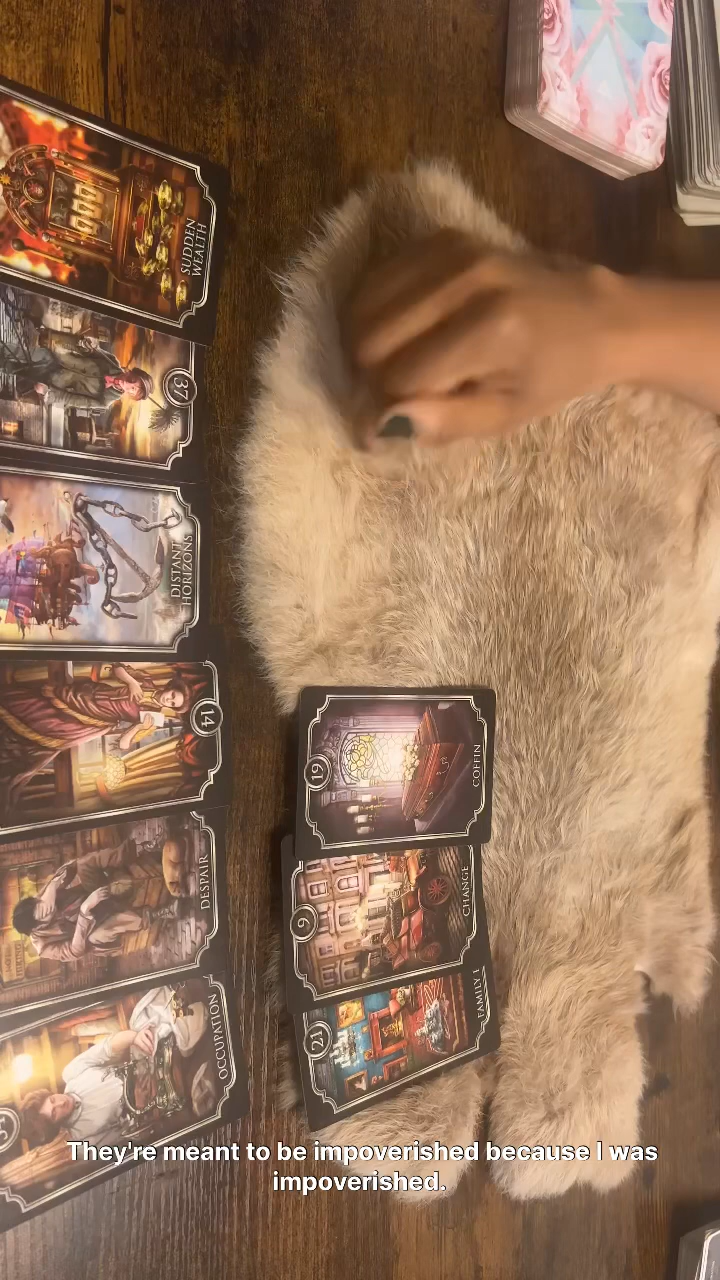 SUDDEN
WEALTH
37
DISTANT
HORIZONS
14
DESPAIR
OCCUPATION
19
COFFIN
9
CHANGE
21
FAMILY
They're meant to be impoverished because I was
impoverished.